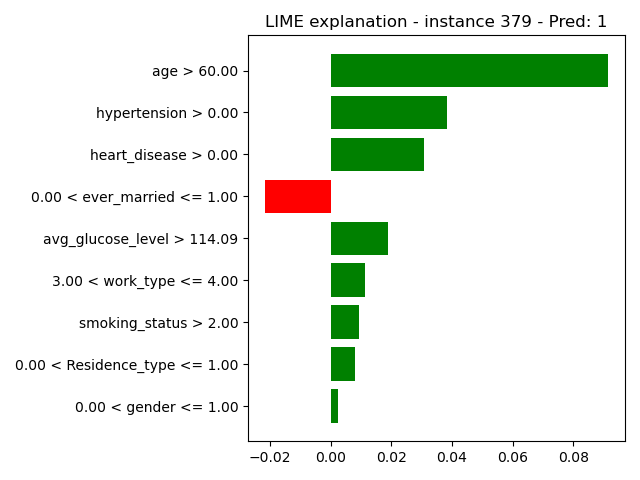 LIME explanation - instance 379 - Pred: 1
age > 60.00
hypertension > 0.00
heart_disease > 0.00
0.00 < ever_married <= 1.00
avg_glucose_level > 114.09
3.00 < work_type <= 4.00
smoking_status > 2.00
0.00 < Residence_type <= 1.00
0.00 < gender <= 1.00
−0.02 0.00 0.02 0.04 0.06 0.08